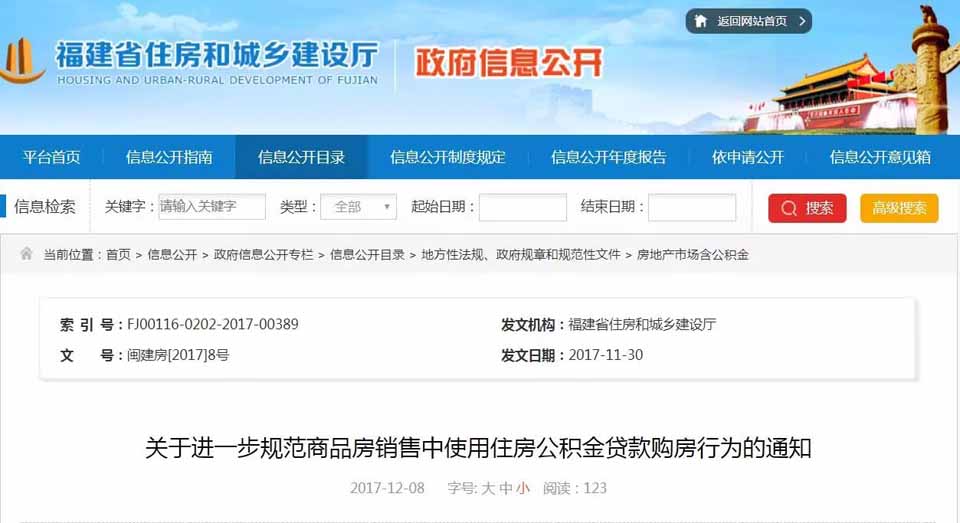 返回网站首页
福建省住房和城乡建设厅
HOUSING AND URBAN-RURAL DEVELOPMENT OF FUJIAN
政府信息公开
平台首页 信息公开指南 信息公开目录 信息公开制度规定 信息公开年度报告 依申请公开 信息公开意见箱
信息检索 关键字：请输入关键字 类型：全部 起始日期： 结束日期： 搜索 高级搜索
当前位置：首页 > 信息公开 > 政府信息公开专栏 > 信息公开目录 > 地方性法规、政府规章和规范性文件 > 房地产市场含公积金
索 引 号：FJ00116-0202-2017-00389 发文机构：福建省住房和城乡建设厅
文 号：闽建房[2017]8号 发文日期：2017-11-30
关于进一步规范商品房销售中使用住房公积金贷款购房行为的通知
2017-12-08 字号: 大 中 小 阅读：123